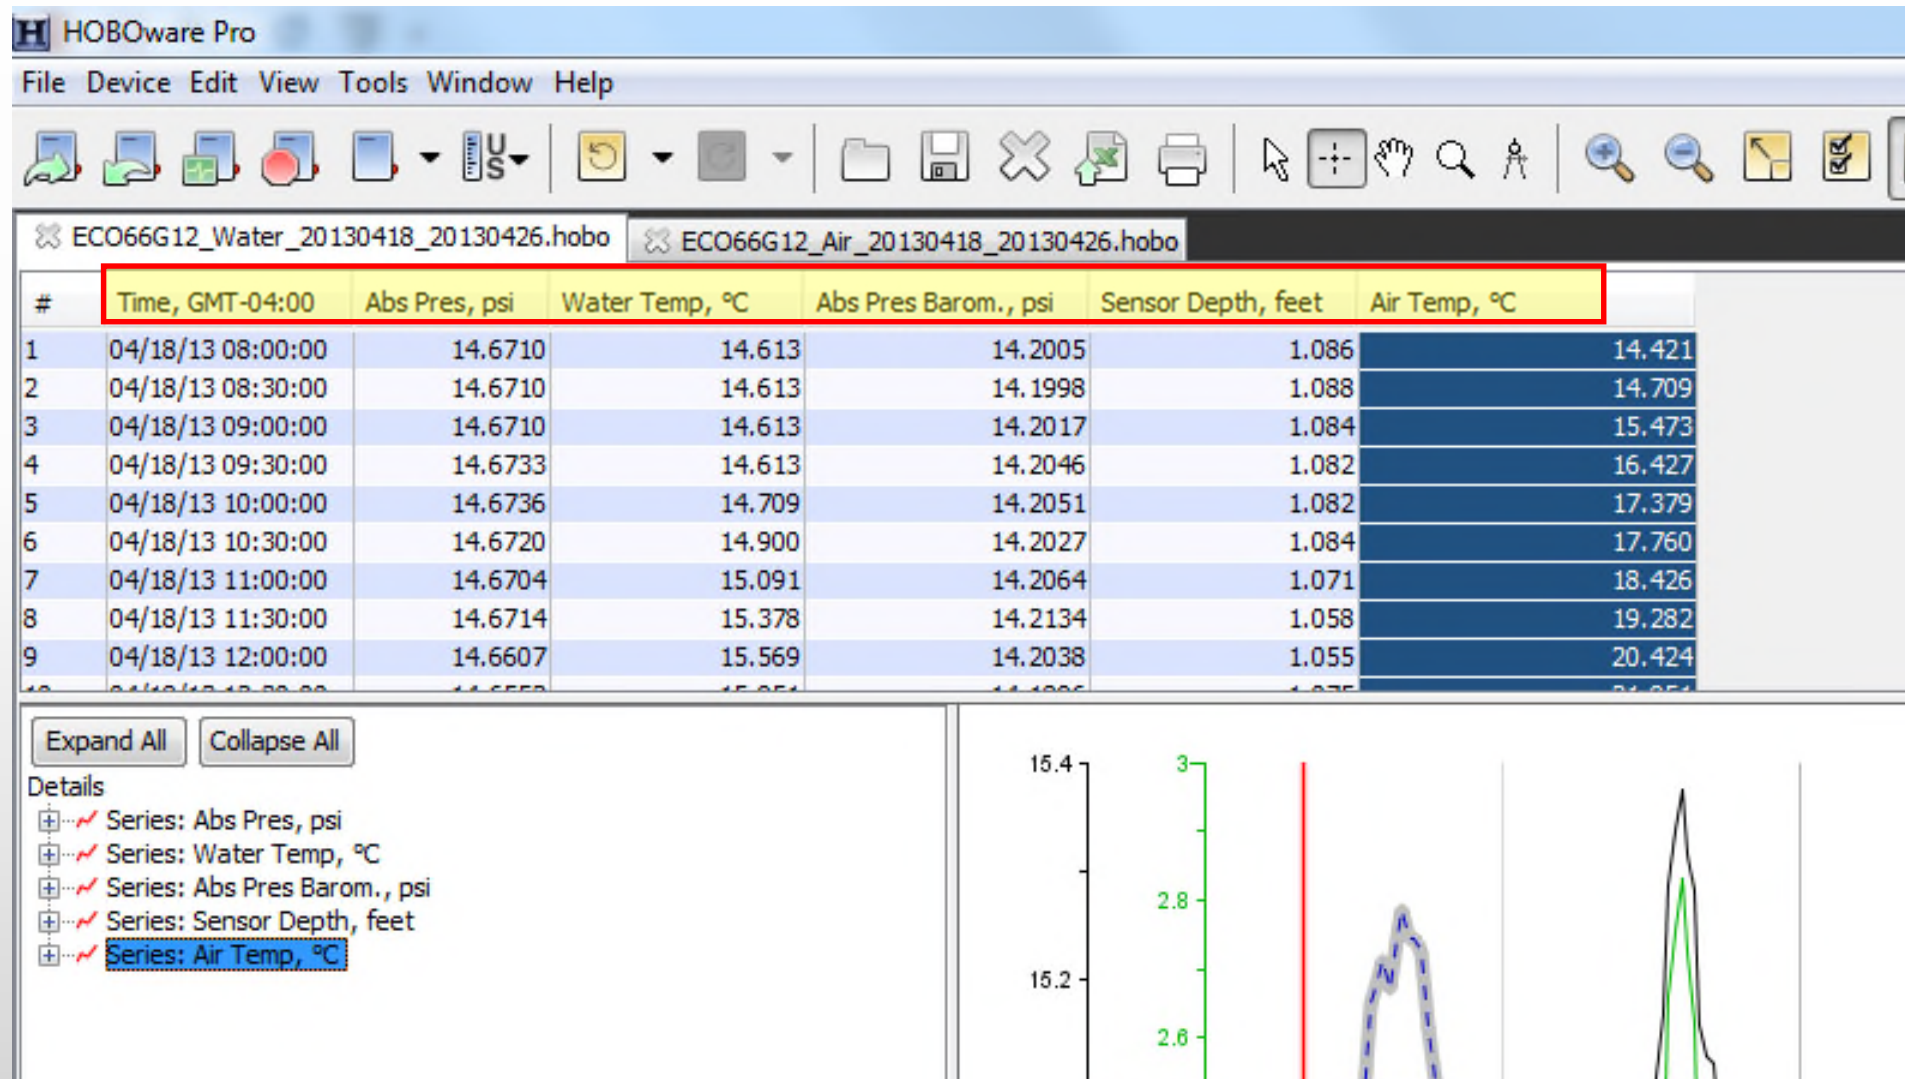 HOBOware Pro
File Device Edit View Tools Window Help
US
ECO66G12_Water_20130418_20130426.hobo ECO66G12_Air_20130418_20130426.hobo
# Time, GMT-04:00 Abs Pres, psi Water Temp, °C Abs Pres Barom., psi Sensor Depth, feet Air Temp, °C
1 04/18/13 08:00:00 14.6710 14.613 14.2005 1.086 14.421
2 04/18/13 08:30:00 14.6710 14.613 14.1998 1.088 14.709
3 04/18/13 09:00:00 14.6710 14.613 14.2017 1.084 15.473
4 04/18/13 09:30:00 14.6733 14.613 14.2046 1.082 16.427
5 04/18/13 10:00:00 14.6736 14.709 14.2051 1.082 17.379
6 04/18/13 10:30:00 14.6720 14.900 14.2027 1.084 17.760
7 04/18/13 11:00:00 14.6704 15.091 14.2064 1.071 18.426
8 04/18/13 11:30:00 14.6714 15.378 14.2134 1.058 19.282
9 04/18/13 12:00:00 14.6607 15.569 14.2038 1.055 20.424
Expand All Collapse All
Details
Series: Abs Pres, psi
Series: Water Temp, °C
Series: Abs Pres Barom., psi
Series: Sensor Depth, feet
Series: Air Temp, °C
15.4 3
2.8
15.2
2.6